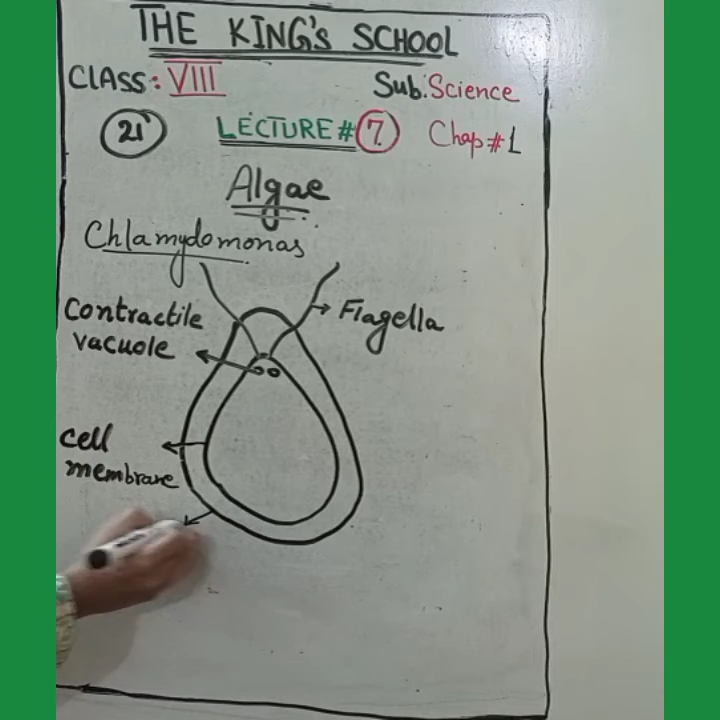 THE KING'S SCHOOL
CLASS: VIII Sub: Science
21 LECTURE # 7 Chap # 1
Algae
Chlamydomonas
Contractile
vacuole
Flagella
cell
membrane